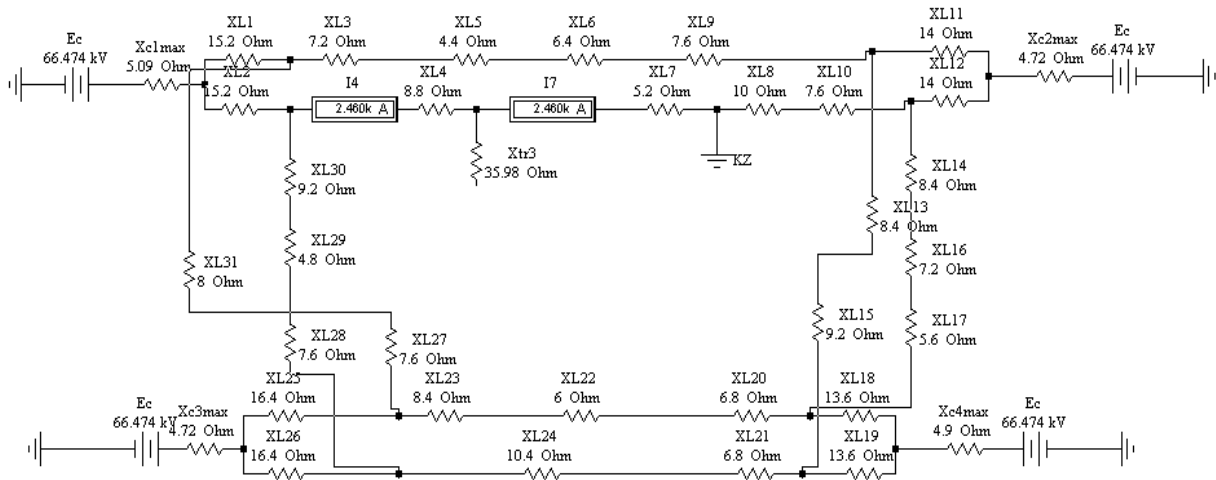 Ec
66.474 kV
Xc1max
5.09 Ohm
XL1
15.2 Ohm
XL2
15.2 Ohm
XL3
7.2 Ohm
XL5
4.4 Ohm
XL6
6.4 Ohm
XL9
7.6 Ohm
XL11
14 Ohm
XL12
14 Ohm
Xc2max
4.72 Ohm
Ec
66.474 kV
I4
2.460k A
XL4
8.8 Ohm
I7
2.460k A
XL7
5.2 Ohm
XL8
10 Ohm
XL10
7.6 Ohm
Xtr3
35.98 Ohm
KZ
XL30
9.2 Ohm
XL14
8.4 Ohm
XL13
8.4 Ohm
XL29
4.8 Ohm
XL31
8 Ohm
XL16
7.2 Ohm
XL28
7.6 Ohm
XL27
7.6 Ohm
XL15
9.2 Ohm
XL17
5.6 Ohm
Ec
66.474 kV
Xc3max
4.72 Ohm
XL25
16.4 Ohm
XL23
8.4 Ohm
XL22
6 Ohm
XL20
6.8 Ohm
XL18
13.6 Ohm
XL26
16.4 Ohm
XL24
10.4 Ohm
XL21
6.8 Ohm
XL19
13.6 Ohm
Xc4max
4.9 Ohm
Ec
66.474 kV